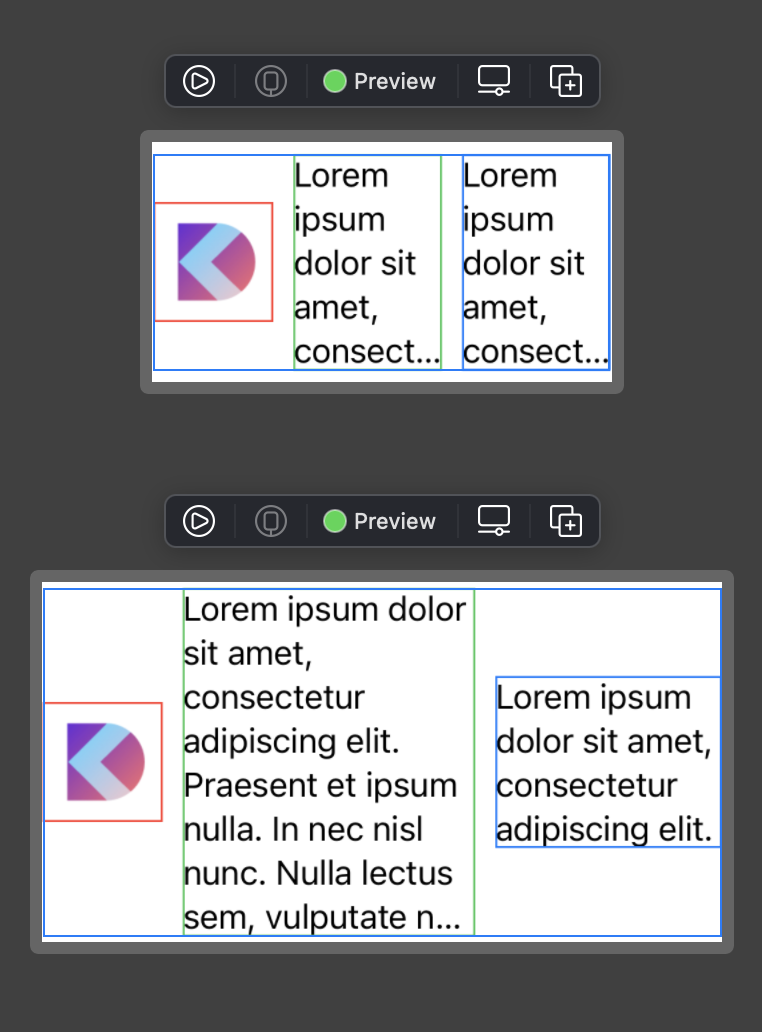 Preview
Lorem
ipsum
dolor sit
amet,
consect...
Lorem
ipsum
dolor sit
amet,
consect...
Preview
Lorem ipsum dolor
sit amet,
consectetur
adipiscing elit.
Praesent et ipsum
nulla. In nec nisl
nunc. Nulla lectus
sem, vulputate n...
Lorem ipsum
dolor sit amet,
consectetur
adipiscing elit.